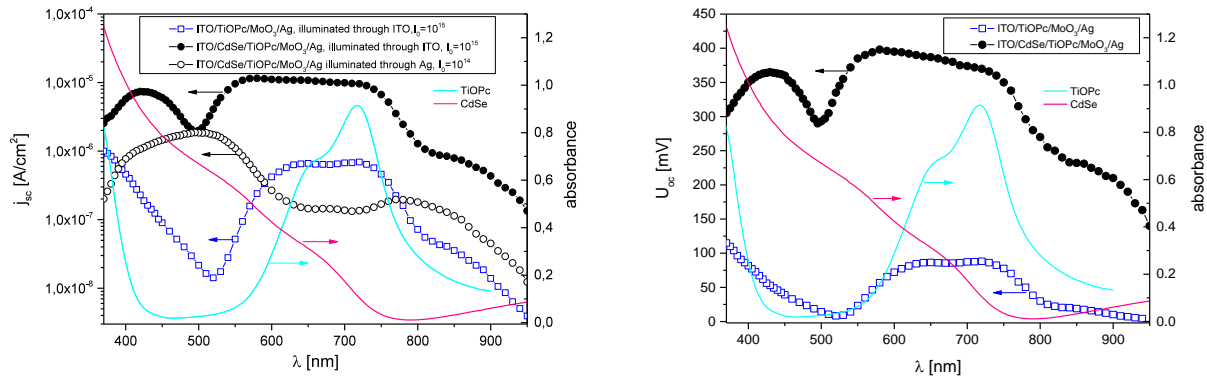 ITO/TiOPc/MoO3/Ag, illuminated through ITO,I0=10^15
ITO/CdSe/TiOPc/MoO3/Ag, illuminated through ITO, I0=10^15
ITO/CdSe/TiOPc/MoO3/Ag illuminated through Ag, I0=10^14
TiOPc
CdSe
1,0x10^-4
1,0x10^-5
1,0x10^-6
1,0x10^-7
1,0x10^-8
jsc [A/cm^2]
400 500 600 700 800 900
λ [nm]
1,2
1,0
0,8
0,6
0,4
0,2
0,0
absorbance
ITO/TiOPc/MoO3/Ag
ITO/CdSe/TiOPc/MoO3/Ag
TiOPc
CdSe
450
400
350
300
250
200
150
100
50
0
Uoc [mV]
400 500 600 700 800 900
λ [nm]
1,2
1,0
0,8
0,6
0,4
0,2
0,0
absorbance